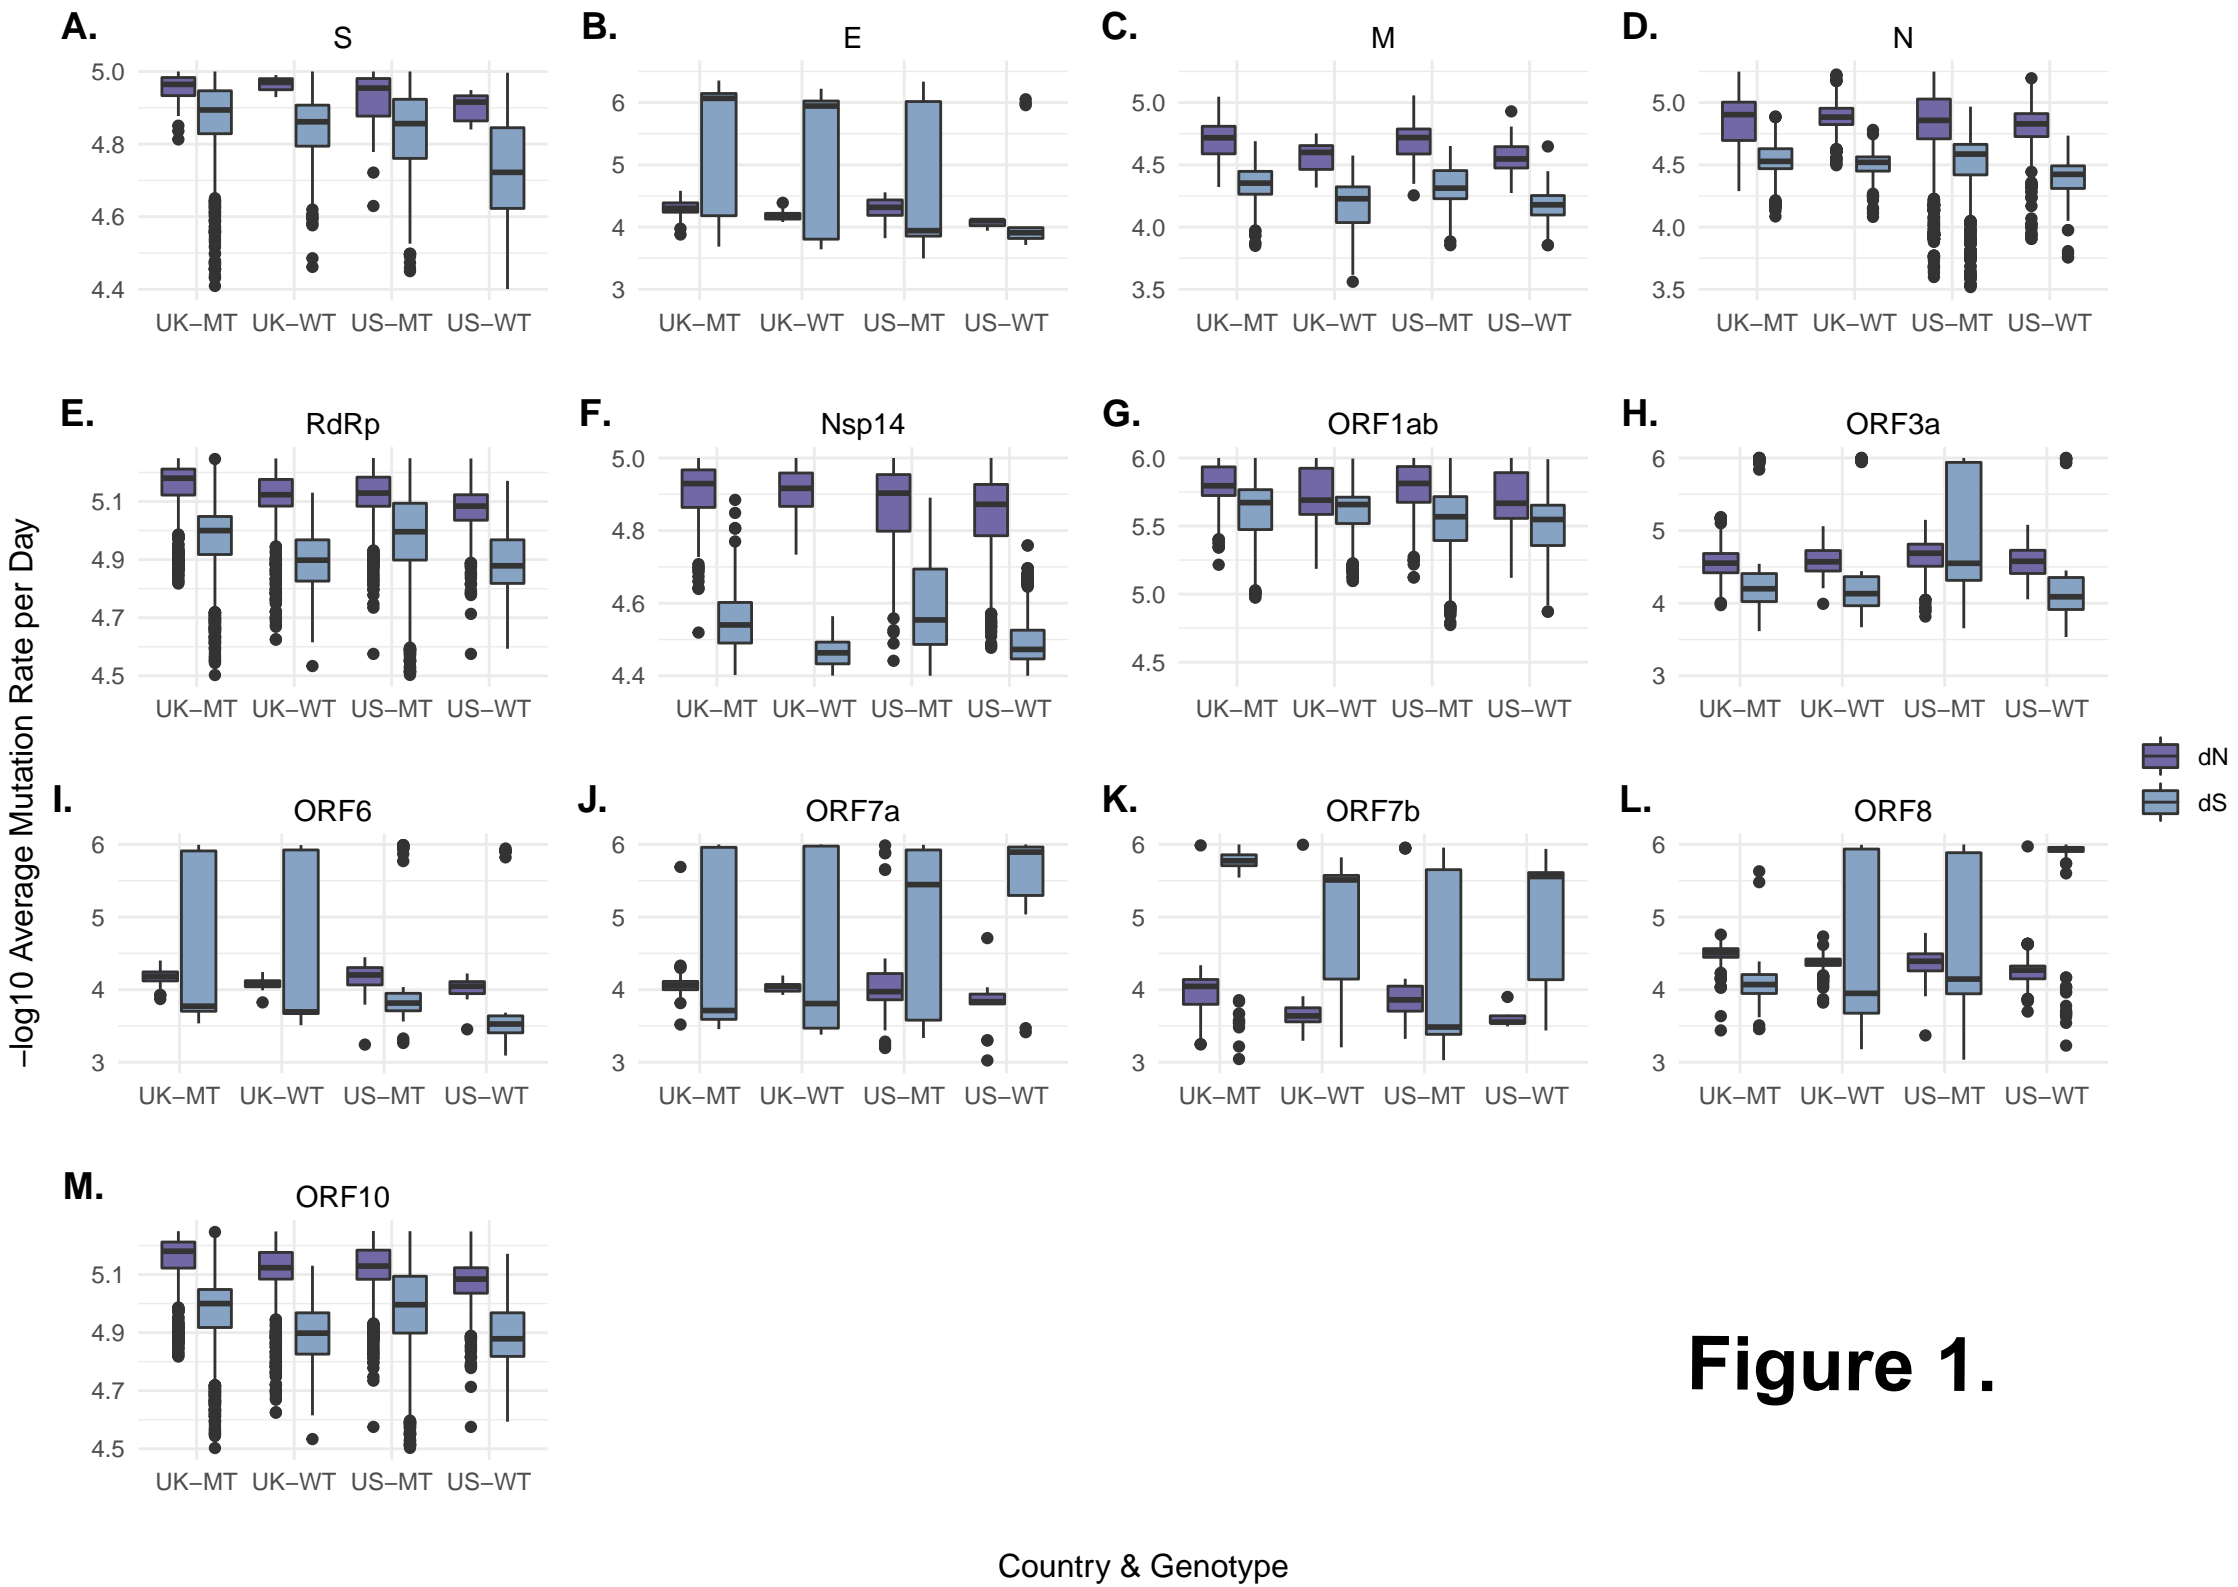 A.
S
B.
E
C.
M
D.
N
5.0
4.8
4.6
4.4
UK–MT UK–WT US–MT US–WT
6
5
4
3
UK–MT UK–WT US–MT US–WT
5.0
4.5
4.0
3.5
UK–MT UK–WT US–MT US–WT
5.0
4.5
4.0
3.5
UK–MT UK–WT US–MT US–WT
E.
RdRp
F.
Nsp14
G.
ORF1ab
H.
ORF3a
5.1
4.9
4.7
4.5
UK–MT UK–WT US–MT US–WT
5.0
4.8
4.6
4.4
UK–MT UK–WT US–MT US–WT
6.0
5.5
5.0
4.5
UK–MT UK–WT US–MT US–WT
6
5
4
3
UK–MT UK–WT US–MT US–WT
–log10 Average Mutation Rate per Day
dN
dS
I.
ORF6
J.
ORF7a
K.
ORF7b
L.
ORF8
6
5
4
3
UK–MT UK–WT US–MT US–WT
6
5
4
3
UK–MT UK–WT US–MT US–WT
6
5
4
3
UK–MT UK–WT US–MT US–WT
6
5
4
3
UK–MT UK–WT US–MT US–WT
M.
ORF10
5.1
4.9
4.7
4.5
UK–MT UK–WT US–MT US–WT
Figure 1.
Country & Genotype